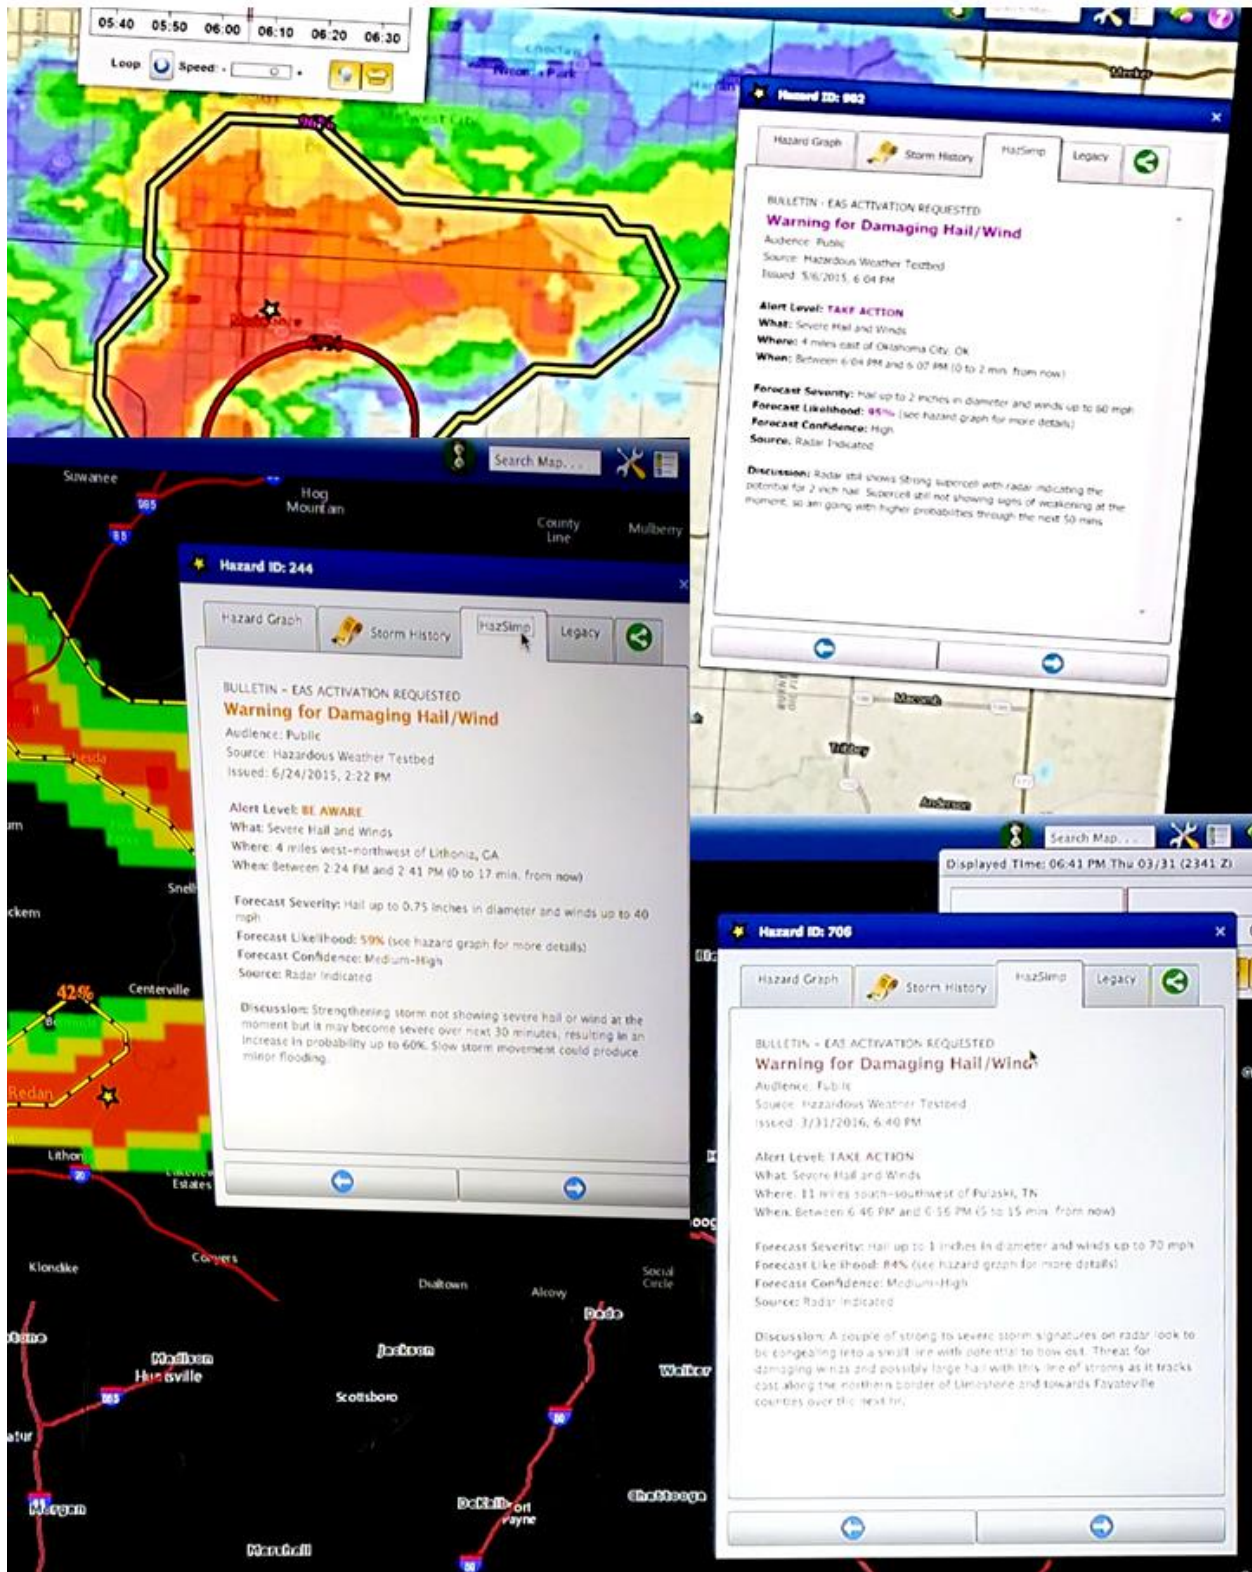 05:40 05:50 06:00 06:10 06:20 06:30
Loop Speed: - +
Midwest City
96%
Meeker
Hazard ID: 982
Hazard Graph
Storm History
HazSimp
Legacy
BULLETIN - EAS ACTIVATION REQUESTED
Warning for Damaging Hail/Wind
Audience: Public
Source: Hazardous Weather Testbed
Issued: 5/6/2015, 6:04 PM
Alert Level: TAKE ACTION
What: Severe Hail and Winds
Where: 4 miles east of Oklahoma City, OK
When: Between 6:04 PM and 6:07 PM (0 to 2 min. from now)
Forecast Severity: Hail up to 2 inches in diameter and winds up to 60 mph
Forecast Likelihood: 95% (see hazard graph for more details)
Forecast Confidence: High
Source: Radar Indicated
Discussion: Radar still shows Strong supercell with radar indicating the
potential for 2 inch hail. Supercell still not showing signs of weakening at the
moment, so am going with higher probabilities through the next 50 mins
Macomb
Tribbey
Anderson
Search Map. . .
Suwanee
985
85
Hog
Mountain
County
Line
Mulberry
Hazard ID: 244
Hazard Graph
Storm History
HazSimp
Legacy
BULLETIN - EAS ACTIVATION REQUESTED
Warning for Damaging Hail/Wind
Audience: Public
Source: Hazardous Weather Testbed
Issued: 6/24/2015, 2:22 PM
Alert Level: BE AWARE
What: Severe Hail and Winds
Where: 4 miles west-northwest of Lithonia, GA
When: Between 2:24 PM and 2:41 PM (0 to 17 min. from now)
Forecast Severity: Hail up to 0.75 inches in diameter and winds up to 40
mph
Forecast Likelihood: 59% (see hazard graph for more details)
Forecast Confidence: Medium-High
Source: Radar Indicated
Discussion: Strengthening storm not showing severe hail or wind at the
moment but it may become severe over next 30 minutes, resulting in an
increase in probability up to 60%. Slow storm movement could produce
minor flooding.
Snell
ckem
42%
Centerville
Redan
Lithon
20
Estates
Klondike
Conyers
Dialtown
Alcovy
Social
Circle
Search Map. . .
Displayed Time: 06:41 PM Thu 03/31 (2341 Z)
Hazard ID: 706
Hazard Graph
Storm History
HazSimp
Legacy
BULLETIN - EAS ACTIVATION REQUESTED
Warning for Damaging Hail/Wind
Audience: Public
Source: Hazardous Weather Testbed
Issued: 3/31/2016, 6:40 PM
Alert Level: TAKE ACTION
What: Severe Hail and Winds
Where: 11 miles south-southwest of Pulaski, TN
When: Between 6:46 PM and 6:56 PM (5 to 15 min. from now)
Forecast Severity: Hail up to 1 inches in diameter and winds up to 70 mph
Forecast Likelihood: 84% (see hazard graph for more details)
Forecast Confidence: Medium-High
Source: Radar Indicated
Discussion: A couple of strong to severe storm signatures on radar look to
be congealing into a small line with potential to bow out. Threat for
damaging winds and possibly large hail with this line of stroms as it tracks
east along the northern border of Limestone and towards Fayateville
counties over the next hr.
Madison
Huntsville
565
Jackson
Scottsboro
Dade
Walker
Morgan
DeKalb
Fort
Payne
Chattooga
Marshall